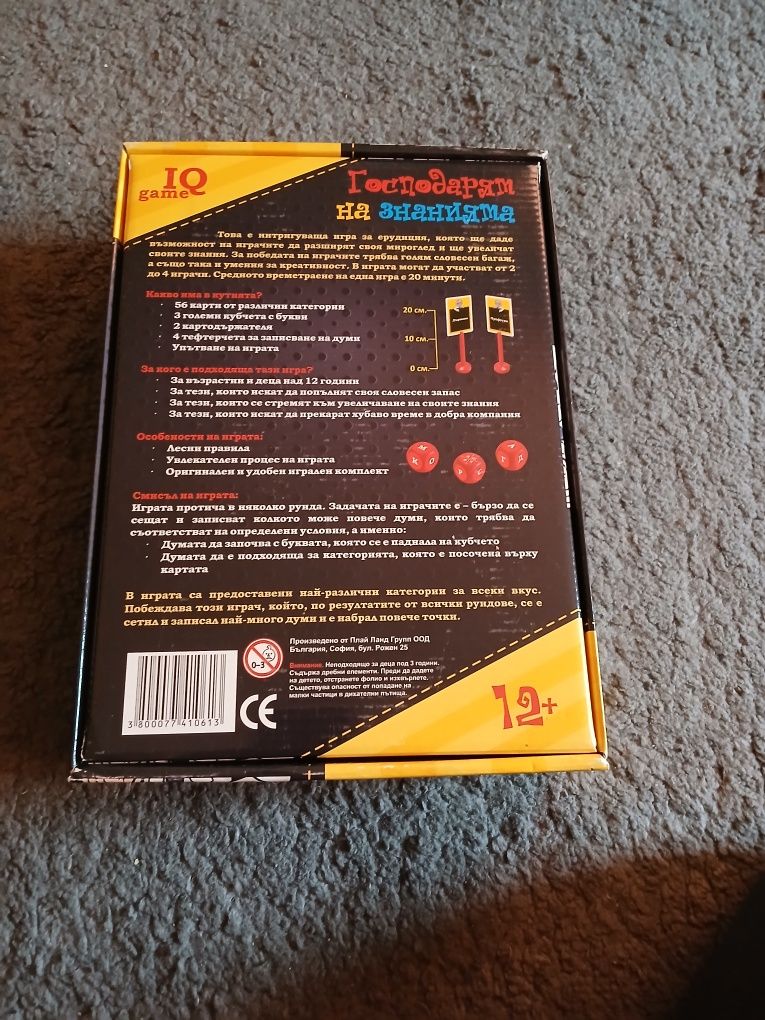 IQ
game
Господарят
на знанията
Това е интригуваща игра за ерудиция, която ще даде
възможност на играчите да разширят своя мироглед и ще увеличат
своите знания. За победата на играчите трябва голям словесен багаж,
а също така и умения за креативност. В играта могат да участват от 2
до 4 играчи. Средното времетраене на една игра е 20 минути.
Какво има в кутията?
· 56 карти от различни категории
· 3 големи кубчета с букви
· 2 картодържателя
· 4 тефтерчета за записване на думи
· Упътване на играта
20 см.
10 см.
0 см.
За кого е подходяща тази игра?
· За възрастни и деца над 12 години
· За тези, които искат да попълнят своя словесен запас
· За тези, които се стремят към увеличаване на своите знания
· За тези, които искат да прекарат хубаво време в добра компания
Особености на играта:
· Лесни правила
· Увлекателен процес на играта
· Оригинален и удобен игрален комплект
Смисъл на играта:
Играта протича в няколко рунда. Задачата на играчите е – бързо да се
сещат и записват колкото може повече думи, които трябва да
съответстват на определени условия, а именно:
· Думата да започва с буквата, която се е паднала на кубчето
· Думата да е подходяща за категорията, която е посочена върху
картата
В играта са предоставени най-различни категории за всеки вкус.
Побеждава този играч, който, по резултатите от всички рундове, се е
сетил и записал най-много думи и е набрал повече точки.
Произведено от Плай Ланд Групп ООД
България, София, бул. Рожен 25
0-3
Внимание. Неподходящо за деца под 3 години.
Съдържа дребни елементи. Преди да дадете
на детето, отстранете фолио и изхвърлете.
Съществува опасност от попадане на
малки частици в дихателни пътища.
3 800077 410613
CE
12+